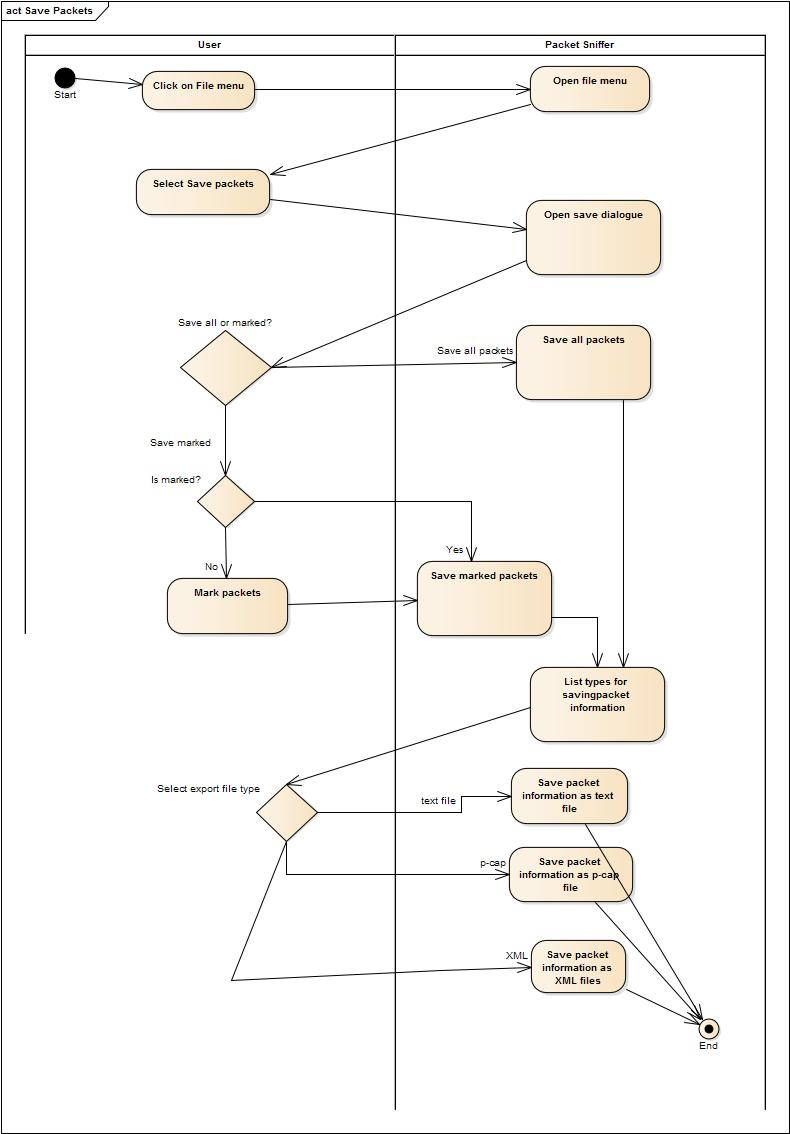 act Save Packets
User
Packet Sniffer
Start
Click on File menu
Open file menu
Select Save packets
Open save dialogue
Save all or marked?
Save all packets
Save all packets
Save marked
Is marked?
Yes
No
Mark packets
Save marked packets
List types for
savingpacket
information
Select export file type
text file
Save packet
information as text
file
p-cap
Save packet
information as p-cap
file
XML
Save packet
information as
XML files
End